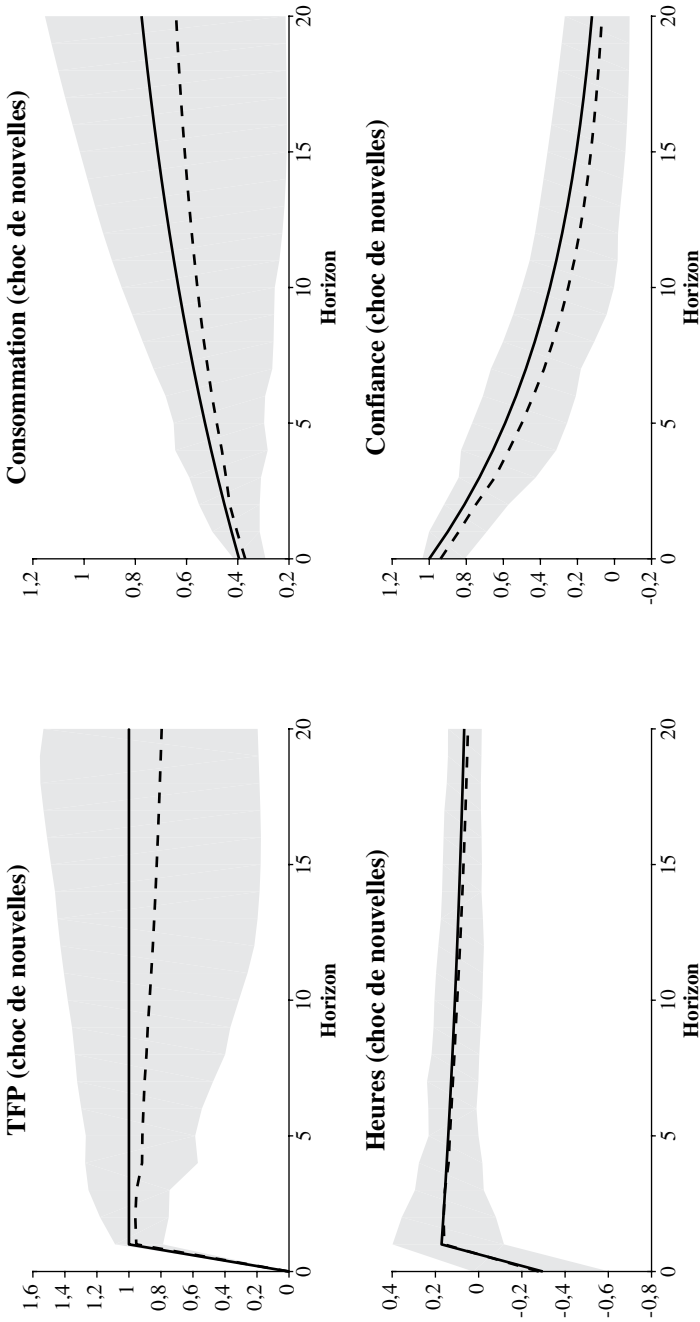 TFP (choc de nouvelles)
1,6
1,4
1,2
1
0,8
0,6
0,4
0,2
0
0 5 10 15 20
Horizon
Consommation (choc de nouvelles)
1,2
1
0,8
0,6
0,4
0,2
0 5 10 15 20
Horizon
Heures (choc de nouvelles)
0,4
0,2
0
-0,2
-0,4
-0,6
-0,8
0 5 10 15 20
Horizon
Confiance (choc de nouvelles)
1,2
1
0,8
0,6
0,4
0,2
0
-0,2
0 5 10 15 20
Horizon